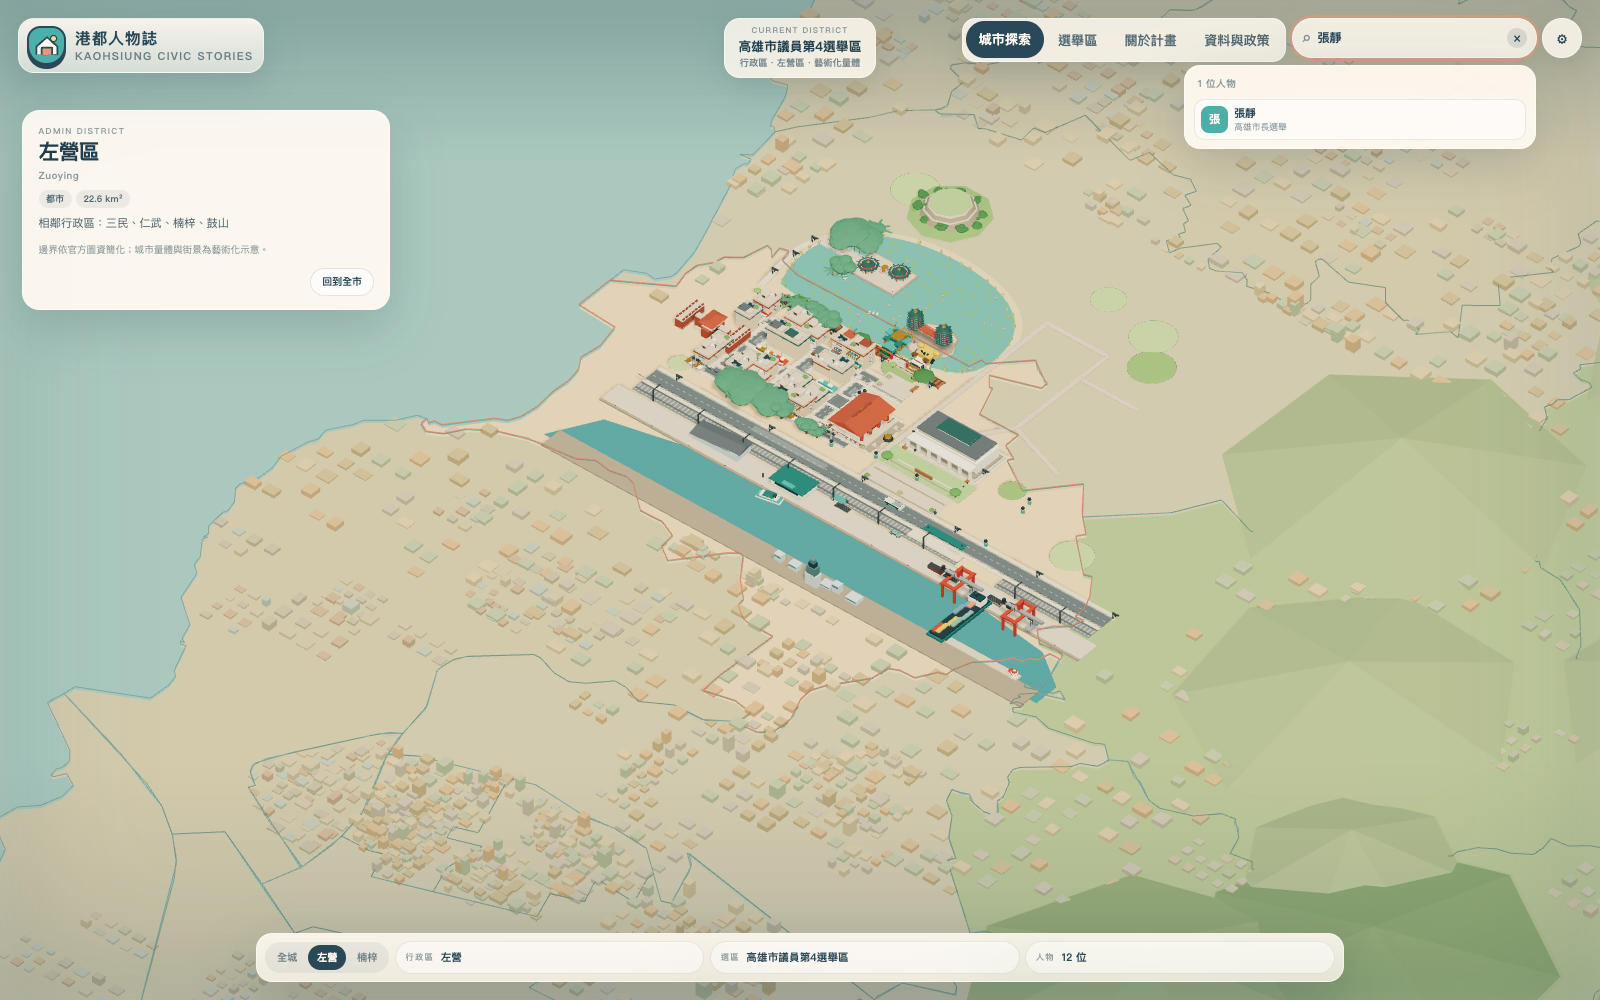 港都人物誌
KAOHSIUNG CIVIC STORIES
CURRENT DISTRICT
高雄市議員第4選舉區
行政區 · 左營區 · 藝術化量體
城市探索
選舉區
關於計畫
資料與政策
張靜
×
1 位人物
張
張靜
高雄市長選舉
ADMIN DISTRICT
左營區
Zuoying
都市
22.6 km²
相鄰行政區：三民、仁武、楠梓、鼓山
邊界依官方圖資簡化；城市量體與街景為藝術化示意。
回到全市
全城
左營
楠梓
行政區 左營
選區 高雄市議員第4選舉區
人物 12 位